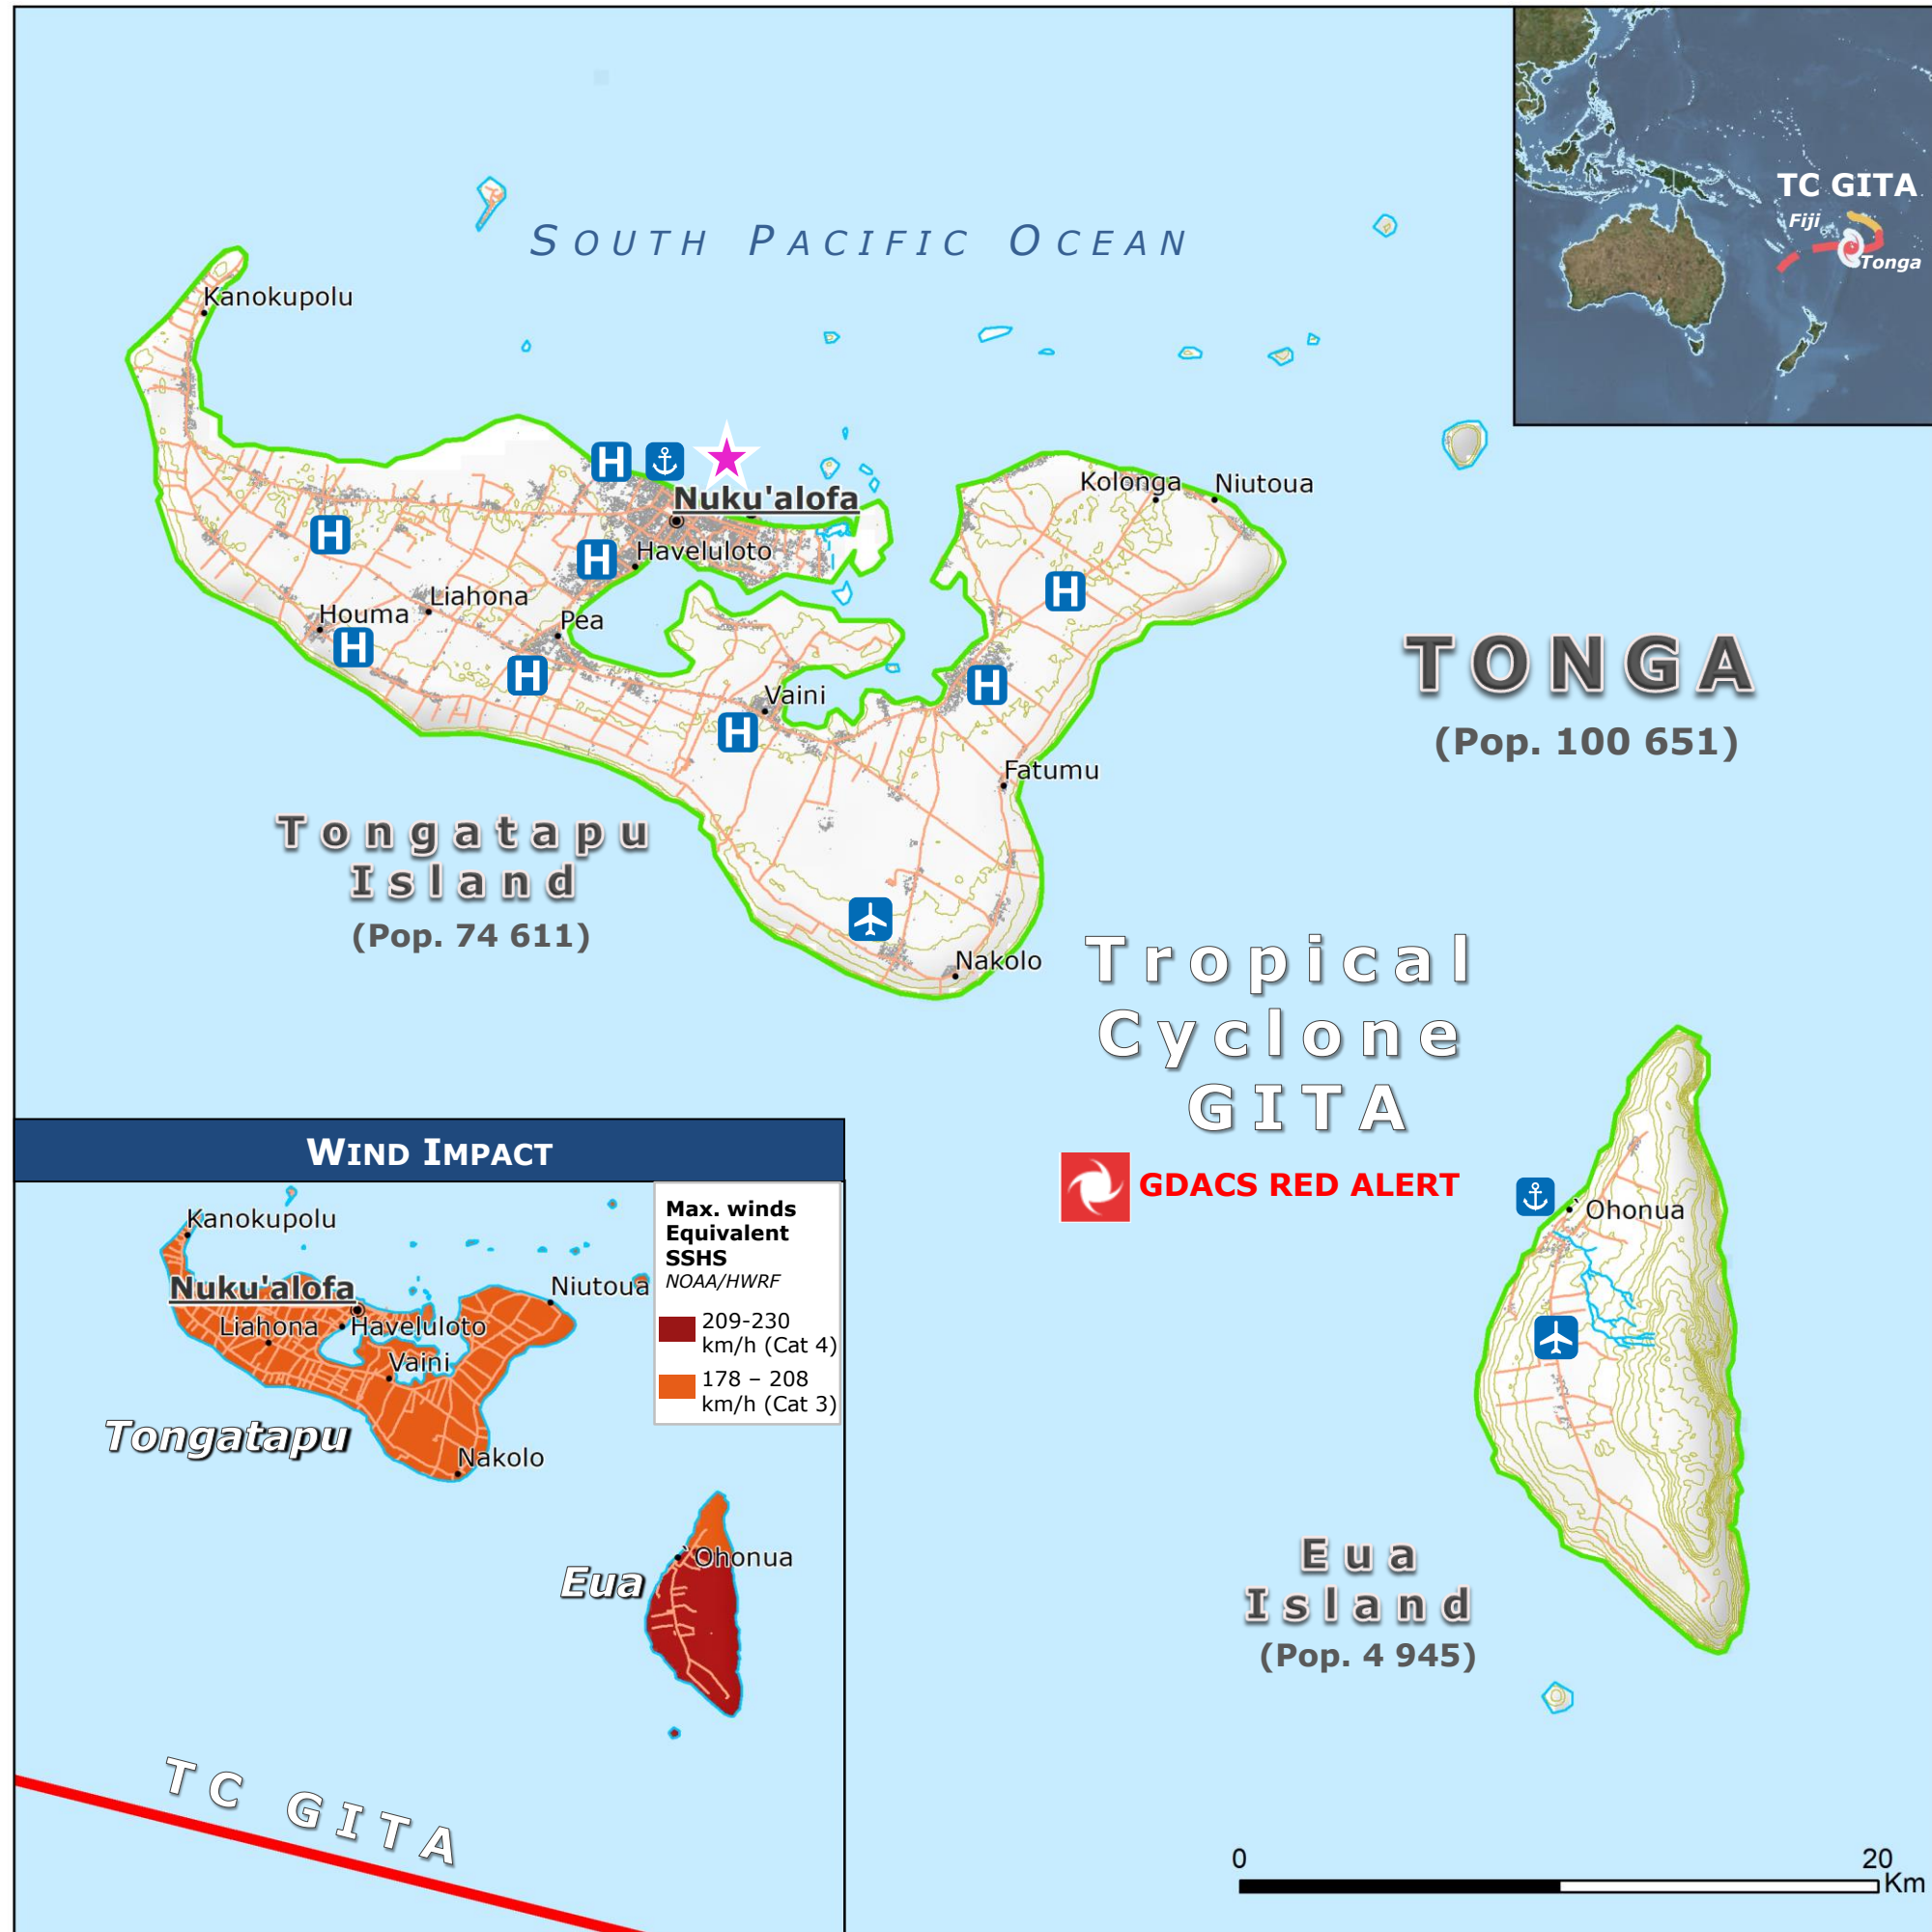 TC GITA
Fiji
Tonga
SOUTH PACIFIC OCEAN
Kanokupolu
H
H
H
H
H
H
H
H
Nuku'alofa
Kolonga
Niutoua
Haveluloto
Liahona
Houma
Pea
Vaini
Fatumu
Nakolo
TONGA
(Pop. 100 651)
Tongatapu
Island
(Pop. 74 611)
Tropical
Cyclone
GITA
GDACS RED ALERT
`Ohonua
Eua
Island
(Pop. 4 945)
WIND IMPACT
Kanokupolu
Nuku'alofa
Niutoua
Liahona
Haveluloto
Vaini
Tongatapu
Nakolo
`Ohonua
Eua
Max. winds
Equivalent
SSHS
NOAA/HWRF
209-230
km/h (Cat 4)
178 – 208
km/h (Cat 3)
TC GITA
0
20
Km